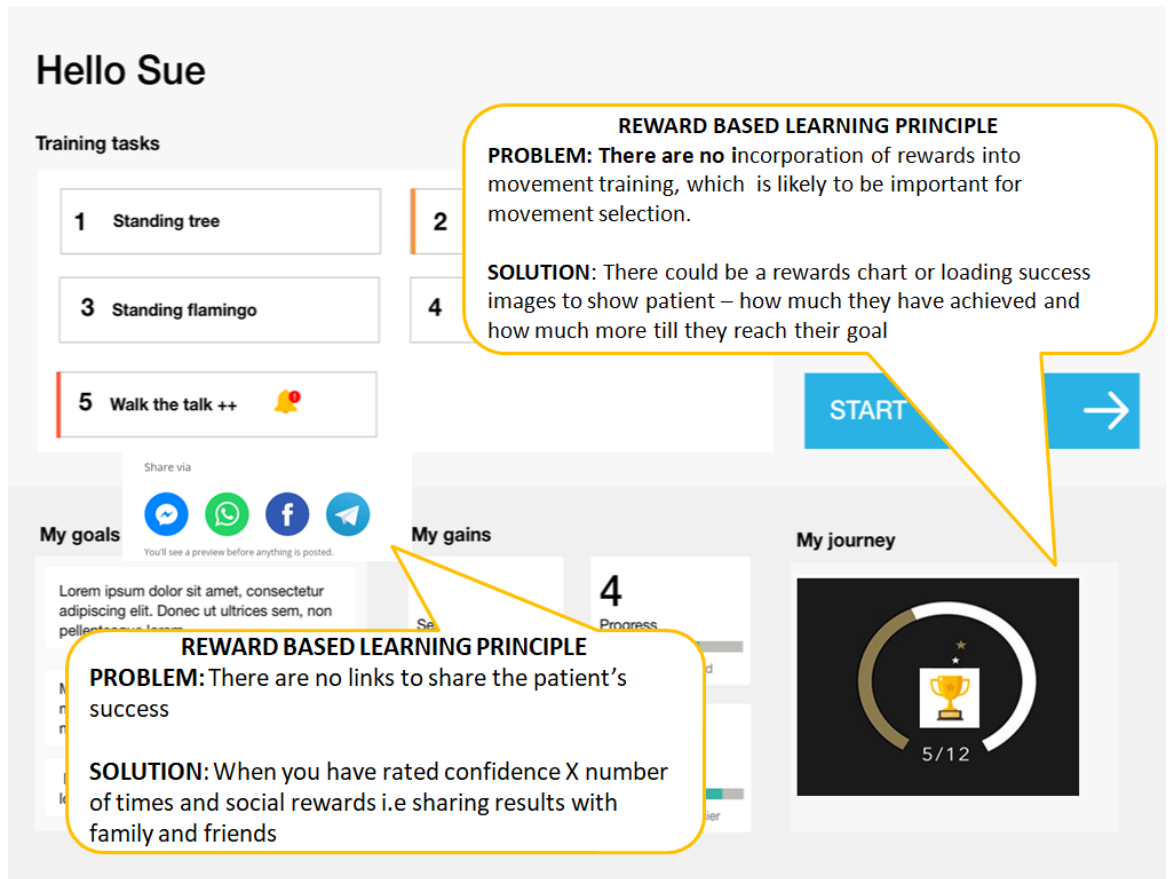 Hello Sue
Training tasks
1 Standing tree
2
3 Standing flamingo
4
5 Walk the talk ++
REWARD BASED LEARNING PRINCIPLE
PROBLEM: There are no incorporation of rewards into
movement training, which is likely to be important for
movement selection.
SOLUTION: There could be a rewards chart or loading success
images to show patient – how much they have achieved and
how much more till they reach their goal
START
Share via
You'll see a preview before anything is posted.
My goals
My gains
My journey
Lorem ipsum dolor sit amet, consectetur
adipiscing elit. Donec ut ultrices sem, non
4
Progress
5/12
REWARD BASED LEARNING PRINCIPLE
PROBLEM: There are no links to share the patient's
success
SOLUTION: When you have rated confidence X number
of times and social rewards i.e sharing results with
family and friends